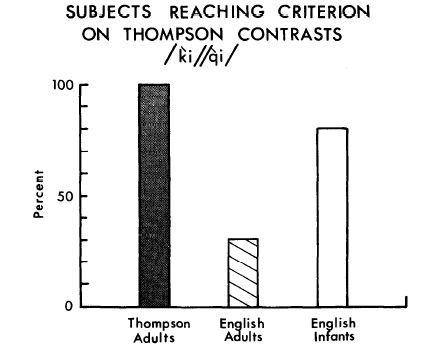 SUBJECTS REACHING CRITERION
ON THOMPSON CONTRASTS
/k̀i//q̀i/
100
50
0
Percent
Thompson
Adults
English
Adults
English
Infants